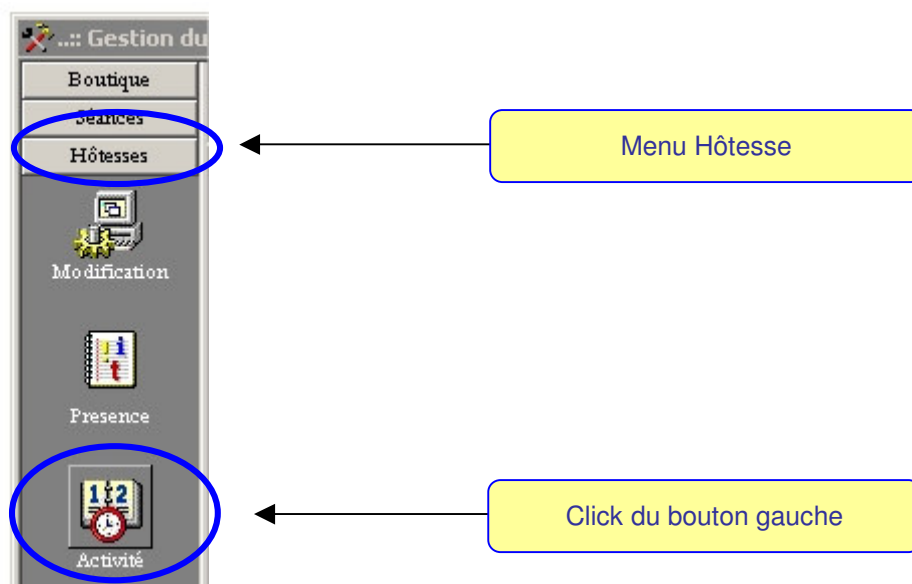 ..:: Gestion du
Boutique
Séances
Hôtesses
Menu Hôtesse
Modification
Presence
Activité
Click du bouton gauche